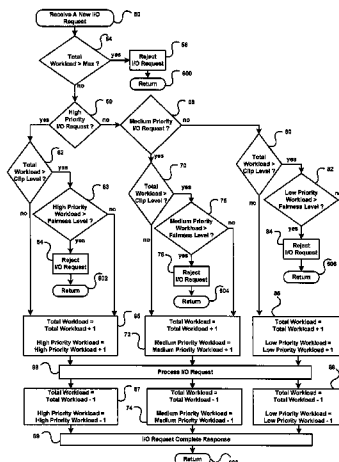 Receive A New I/O
Request
50
54
Total
Workload > Max ?
yes
58
Reject
I/O Request
Return
600
no
59
High
Priority
I/O Request ?
no
Medium Priority
I/O Request ?
no
yes
yes
62
Total
Workload >
Clip Level ?
yes
63
High Priority
Workload >
Fairness Level ?
no
no
yes
64
Reject
I/O Request
Return
602
70
Total
Workload >
Clip Level ?
yes
Medium Priority
Workload >
Fairness Level ?
no
no
yes
Reject
I/O Request
Return
604
80
Total
Workload >
Clip Level ?
yes
82
Low Priority
Workload >
Fairness Level ?
no
no
yes
84
Reject
I/O Request
Return
606
Total Workload =
Total Workload + 1
High Priority Workload =
High Priority Workload + 1
Total Workload =
Total Workload + 1
Medium Priority Workload =
Medium Priority Workload + 1
Total Workload =
Total Workload + 1
Low Priority Workload =
Low Priority Workload + 1
Process I/O Request
67
Total Workload =
Total Workload - 1
High Priority Workload =
High Priority Workload - 1
74
Total Workload =
Total Workload - 1
Medium Priority Workload =
Medium Priority Workload - 1
Total Workload =
Total Workload - 1
Low Priority Workload =
Low Priority Workload - 1
I/O Request Complete Response
Return